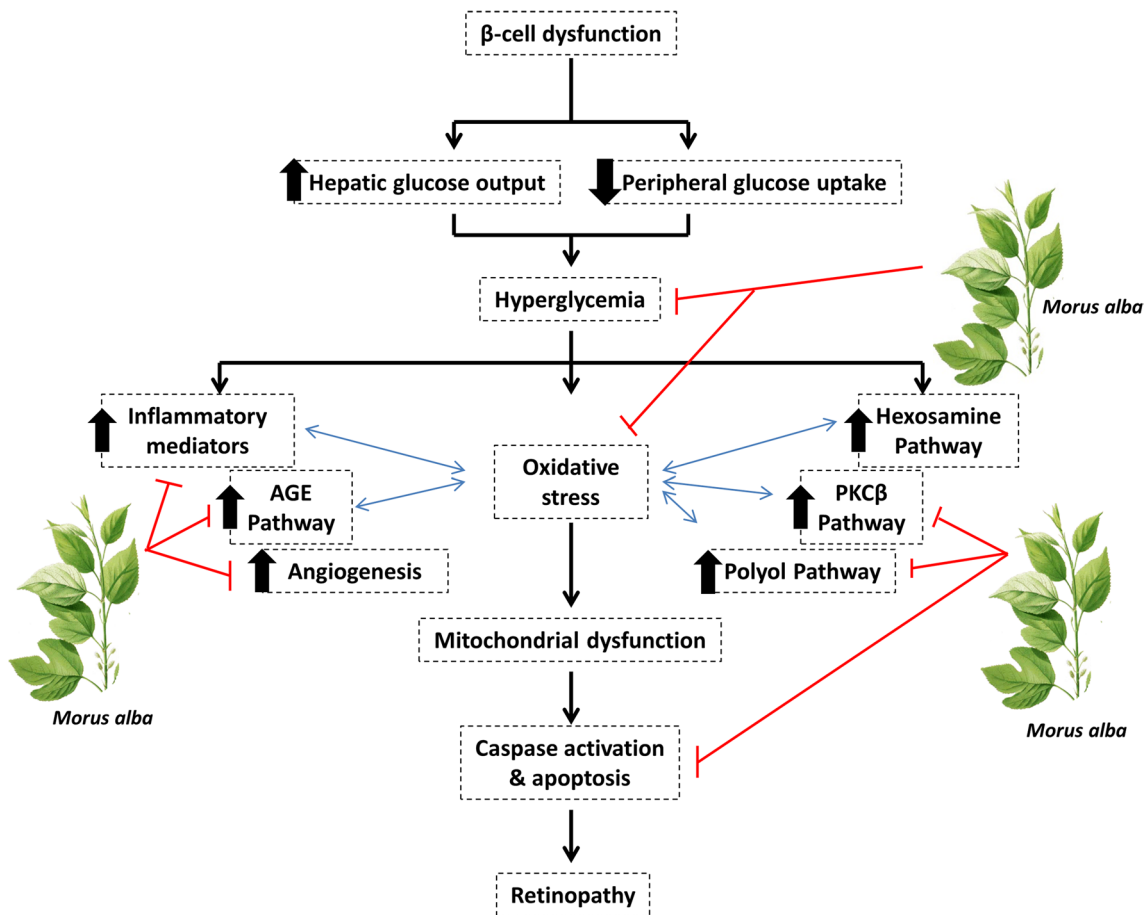 β-cell dysfunction
Hepatic glucose output
Peripheral glucose uptake
Hyperglycemia
Morus alba
Inflammatory
mediators
Hexosamine
Pathway
Oxidative
stress
AGE
Pathway
PKCβ
Pathway
Angiogenesis
Polyol Pathway
Mitochondrial dysfunction
Morus alba
Morus alba
Caspase activation
& apoptosis
Retinopathy